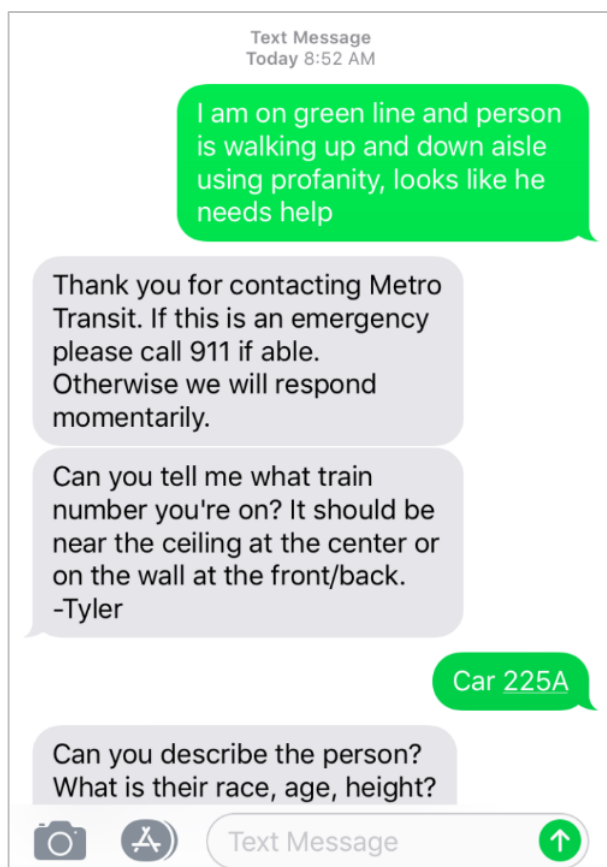 Text Message
Today 8:52 AM
I am on green line and person
is walking up and down aisle
using profanity, looks like he
needs help
Thank you for contacting Metro
Transit. If this is an emergency
please call 911 if able.
Otherwise we will respond
momentarily.
Can you tell me what train
number you're on? It should be
near the ceiling at the center or
on the wall at the front/back.
-Tyler
Car 225A
Can you describe the person?
What is their race, age, height?
Text Message